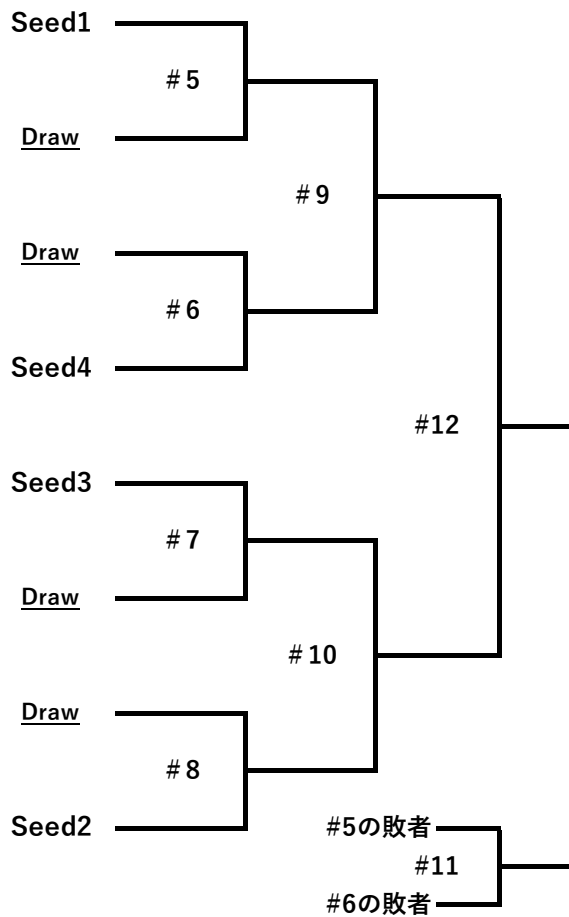 Seed1
#5
Draw
#9
Draw
#6
Seed4
#12
Seed3
#7
Draw
#10
Draw
#8
Seed2
#5の敗者
#11
#6の敗者